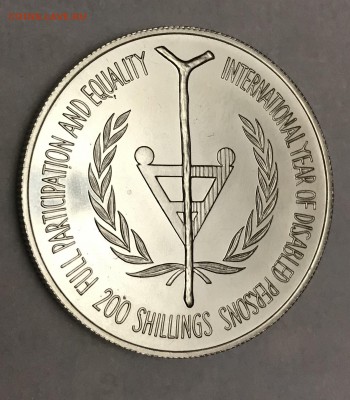 FULL PARTICIPATION AND EQUALITY
INTERNATIONAL YEAR OF DISABLED PERSONS
200 SHILLINGS